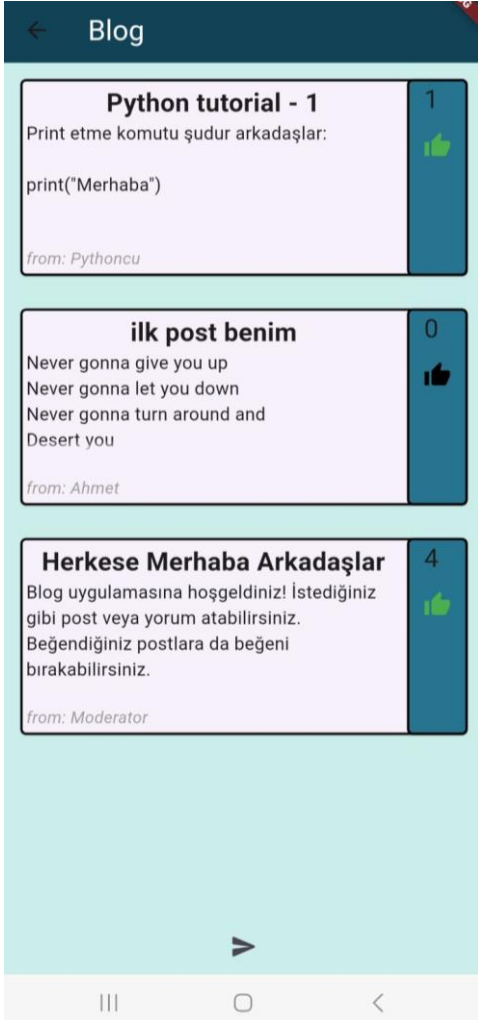 Blog
Python tutorial - 1
1
Print etme komutu şudur arkadaşlar:
print("Merhaba")
from: Pythoncu
ilk post benim
0
Never gonna give you up
Never gonna let you down
Never gonna turn around and
Desert you
from: Ahmet
Herkese Merhaba Arkadaşlar
4
Blog uygulamasına hoşgeldiniz! İstediğiniz
gibi post veya yorum atabilirsiniz.
Beğendiğiniz postlara da beğeni
bırakabilirsiniz.
from: Moderator